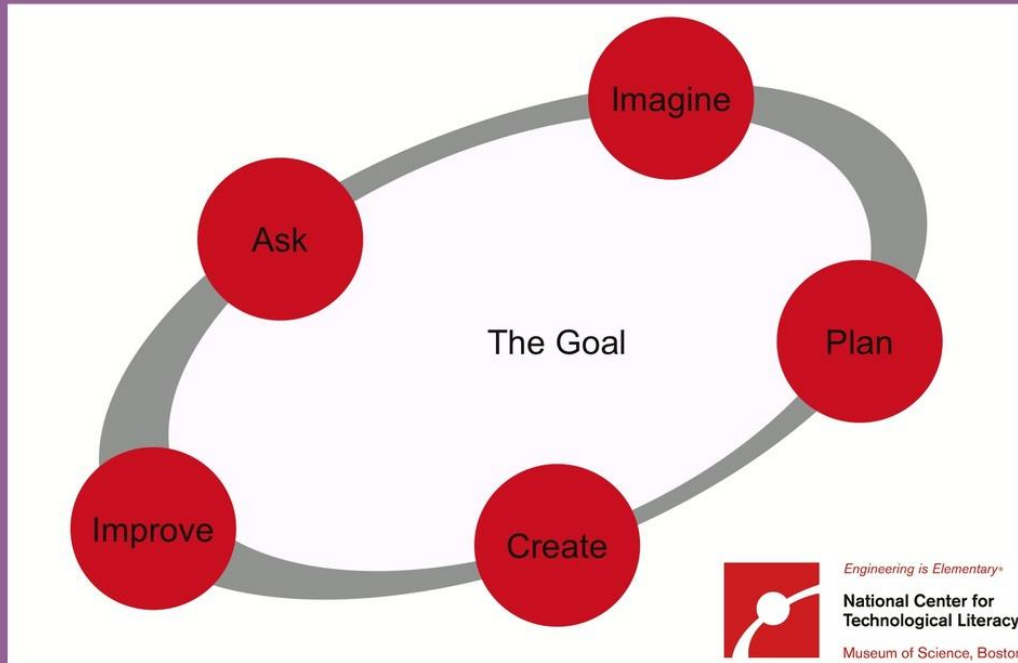 Imagine
Ask
The Goal
Plan
Improve
Create
Engineering is Elementary®
National Center for
Technological Literacy
Museum of Science, Boston